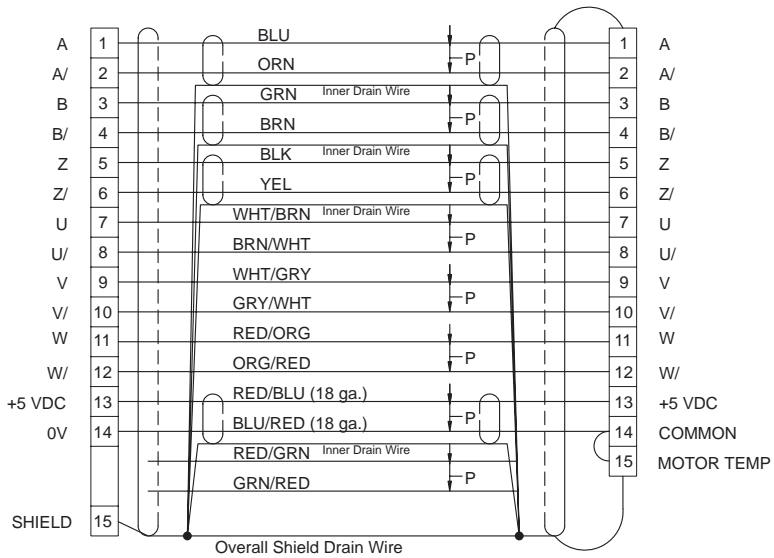 BLU
A 1 1 A
ORN P
A/ 2 2 A/
GRN Inner Drain Wire
B 3 3 B
BRN P
B/ 4 4 B/
BLK Inner Drain Wire
Z 5 5 Z
YEL P
Z/ 6 6 Z/
WHT/BRN Inner Drain Wire
U 7 7 U
BRN/WHT P
U/ 8 8 U/
WHT/GRY
V 9 9 V
GRY/WHT P
V/ 10 10 V/
RED/ORG
W 11 11 W
ORG/RED P
W/ 12 12 W/
RED/BLU (18 ga.)
+5 VDC 13 13 +5 VDC
BLU/RED (18 ga.) P
0V 14 14 COMMON
RED/GRN Inner Drain Wire
15 MOTOR TEMP
GRN/RED P
SHIELD 15
Overall Shield Drain Wire